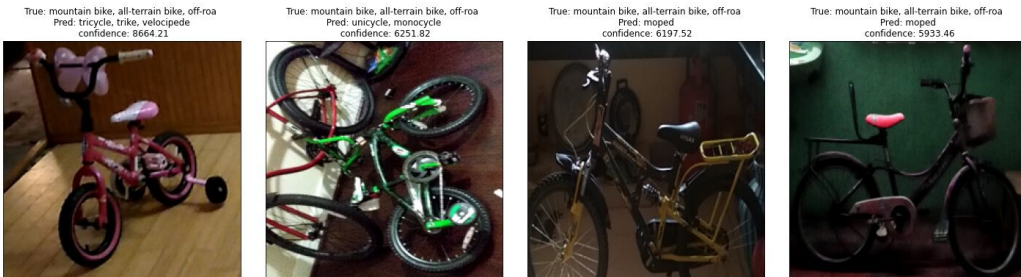 True: mountain bike, all-terrain bike, off-roa
Pred: tricycle, trike, velocipede
confidence: 8664.21
True: mountain bike, all-terrain bike, off-roa
Pred: unicycle, monocycle
confidence: 6251.82
True: mountain bike, all-terrain bike, off-roa
Pred: moped
confidence: 6197.52
True: mountain bike, all-terrain bike, off-roa
Pred: moped
confidence: 5933.46